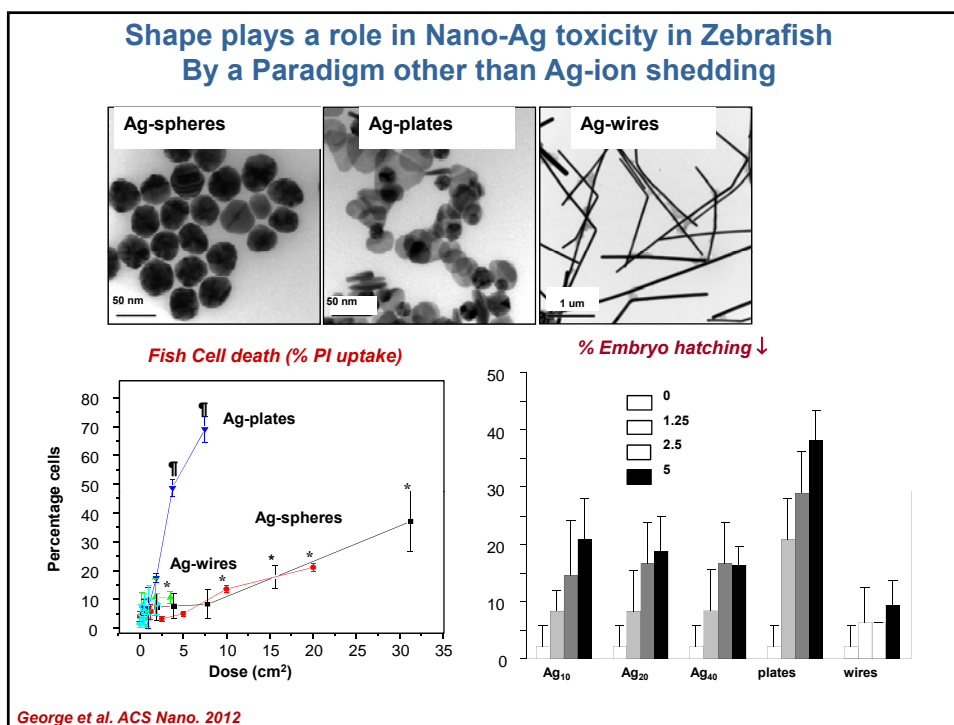 Shape plays a role in Nano-Ag toxicity in Zebrafish
By a Paradigm other than Ag-ion shedding
Ag-spheres
Ag-plates
Ag-wires
50 nm
50 nm
1 um
Fish Cell death (% PI uptake)
% Embryo hatching ↓
80
70
60
50
40
30
20
10
0
Percentage cells
¶
¶
Ag-plates
Ag-spheres
Ag-wires
*
*
*
*
*
0
5
10
15
20
25
30
35
Dose (cm²)
50
40
30
20
10
0
0
1.25
2.5
5
Ag₁₀
Ag₂₀
Ag₄₀
plates
wires
George et al. ACS Nano. 2012